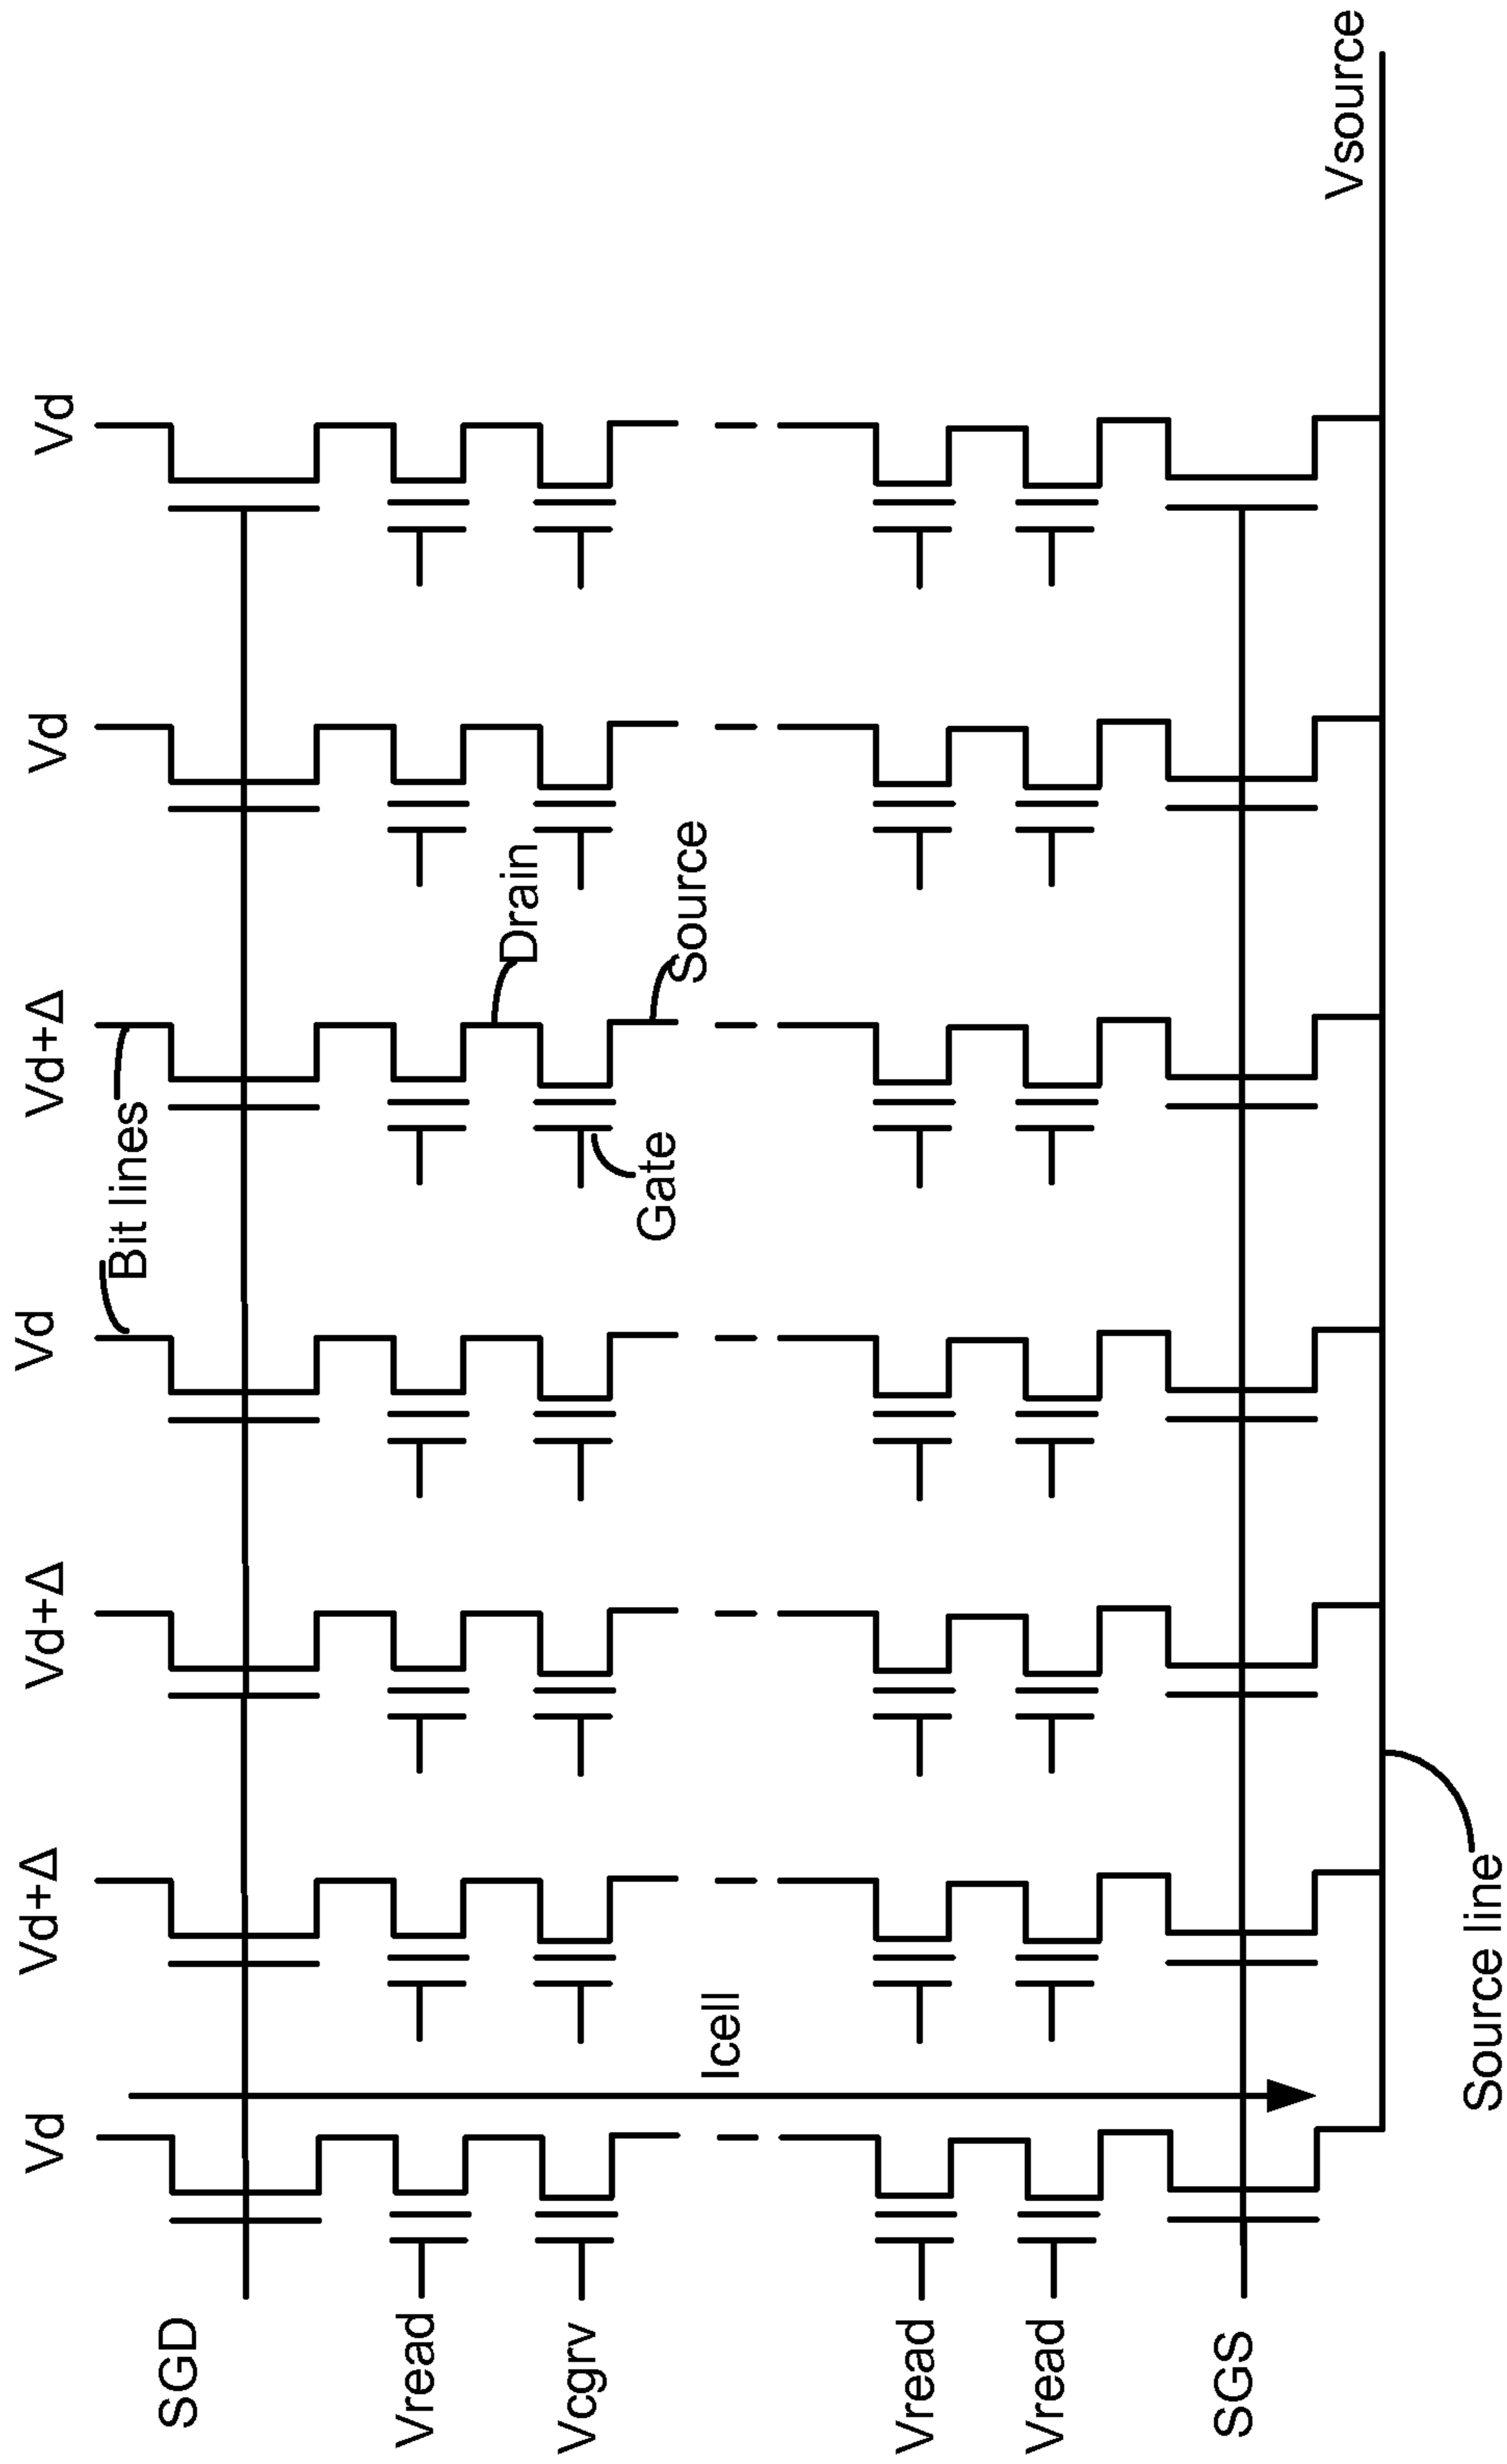 Vd
Vd+Δ
Vd+Δ
Vd
Vd+Δ
Vd
Vd
Bit lines
SGD
Vread
Drain
Vcgrv
Gate
Source
Icell
Vread
Vread
SGS
Vsource
Source line